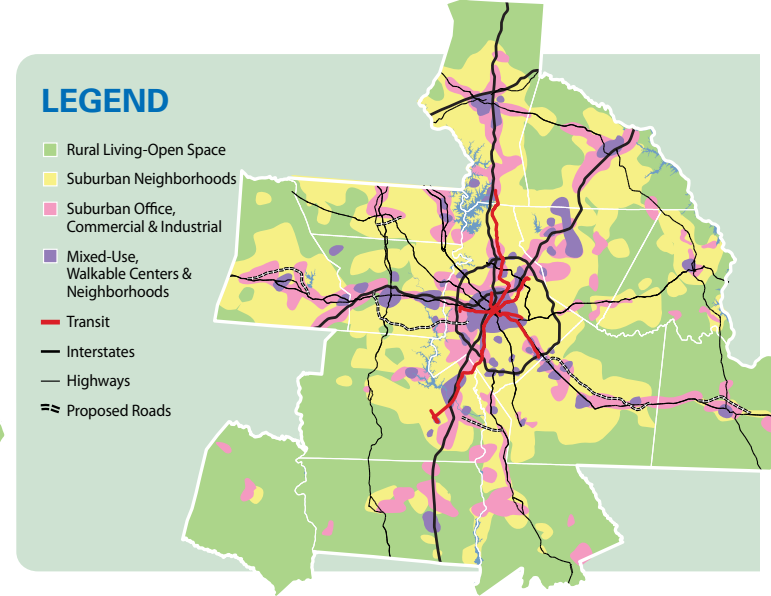 LEGEND
Rural Living-Open Space
Suburban Neighborhoods
Suburban Office,
Commercial & Industrial
Mixed-Use,
Walkable Centers &
Neighborhoods
Transit
Interstates
Highways
Proposed Roads